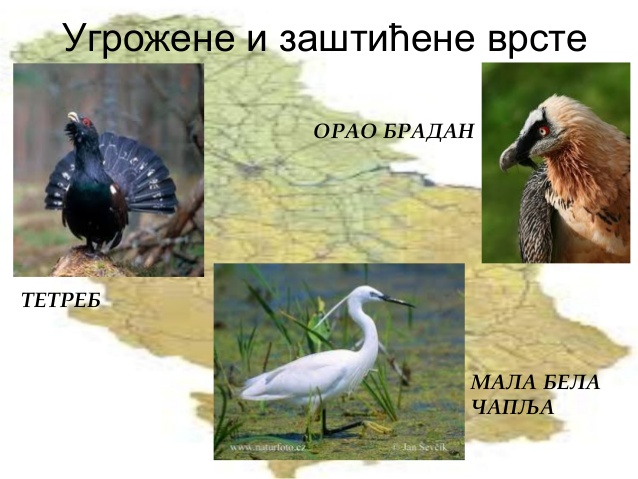 Угрожене и заштићене врсте
ОРАО БРАДАН
ТЕТРЕБ
МАЛА БЕЛА
ЧАПЉА
www.naturfoto.cz
© Jan Ševčík